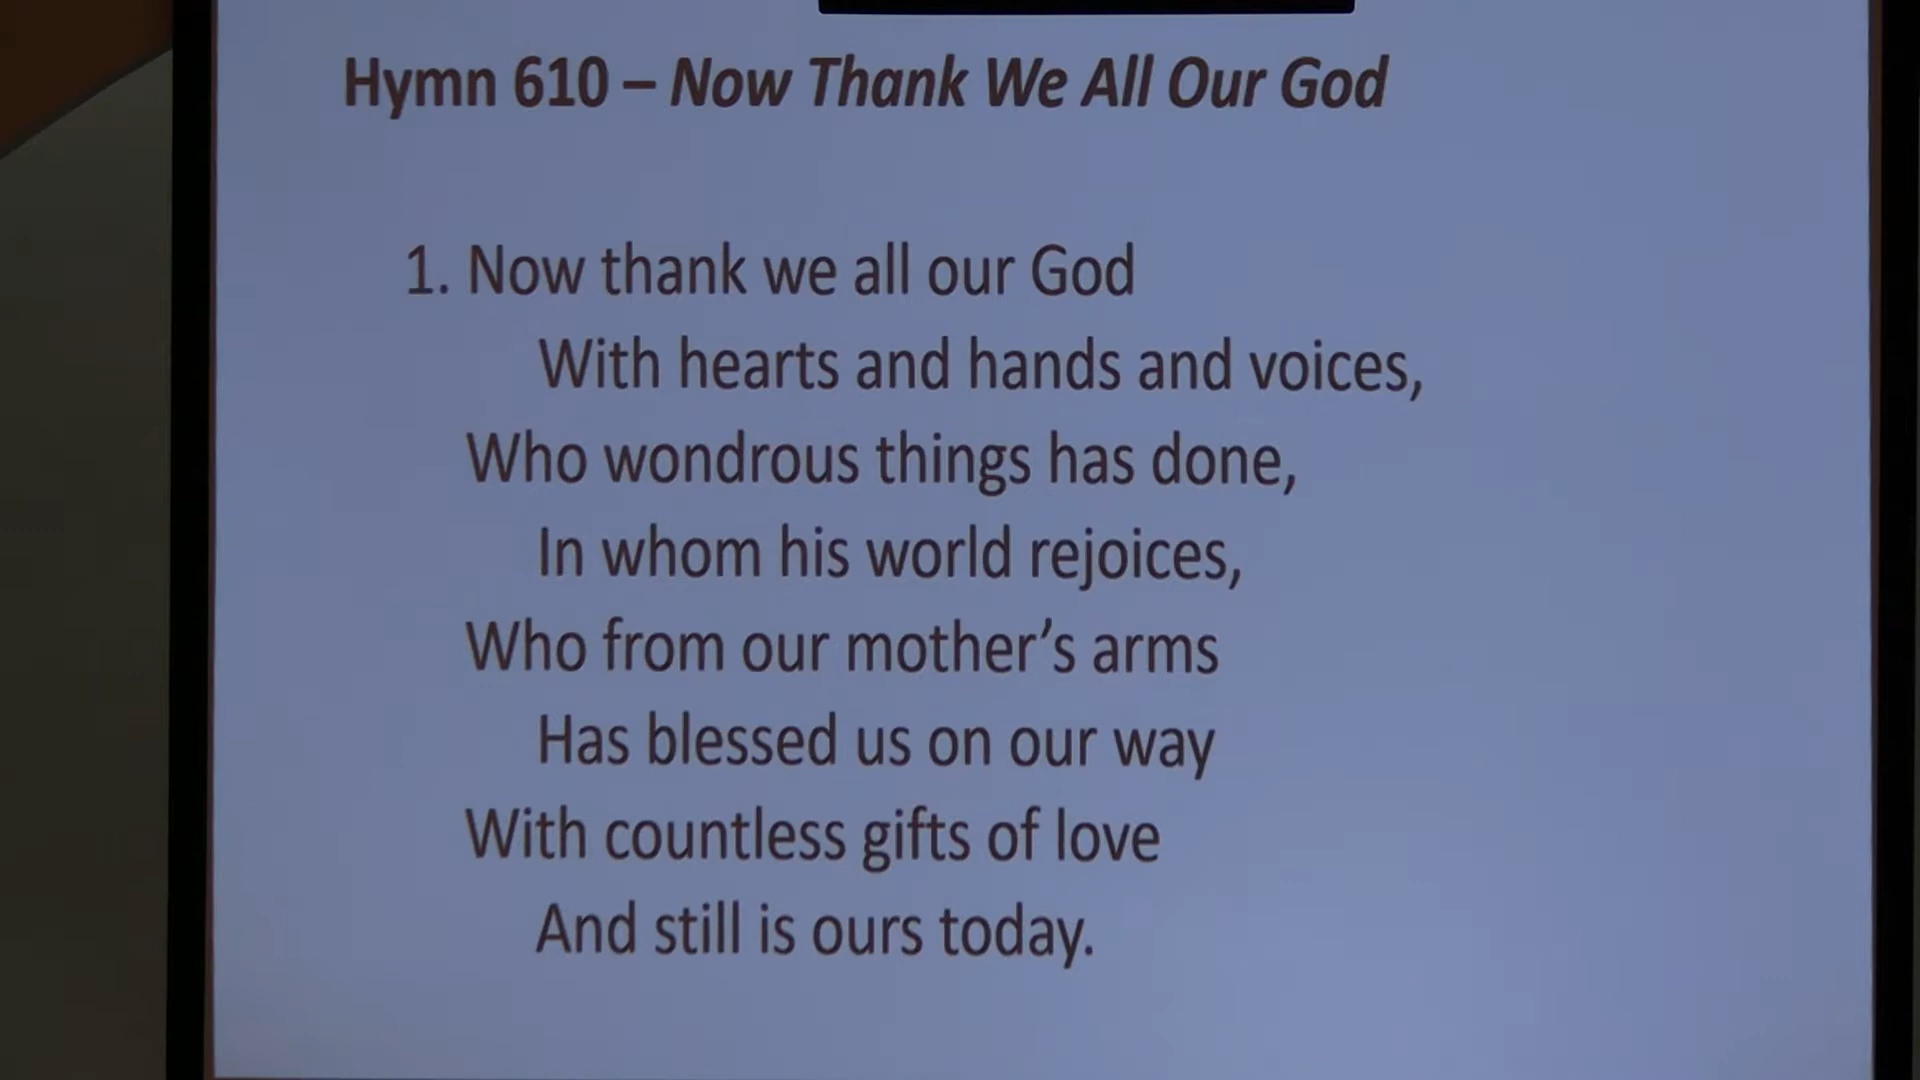 Hymn 610 – Now Thank We All Our God
1. Now thank we all our God
With hearts and hands and voices,
Who wondrous things has done,
In whom his world rejoices,
Who from our mother’s arms
Has blessed us on our way
With countless gifts of love
And still is ours today.